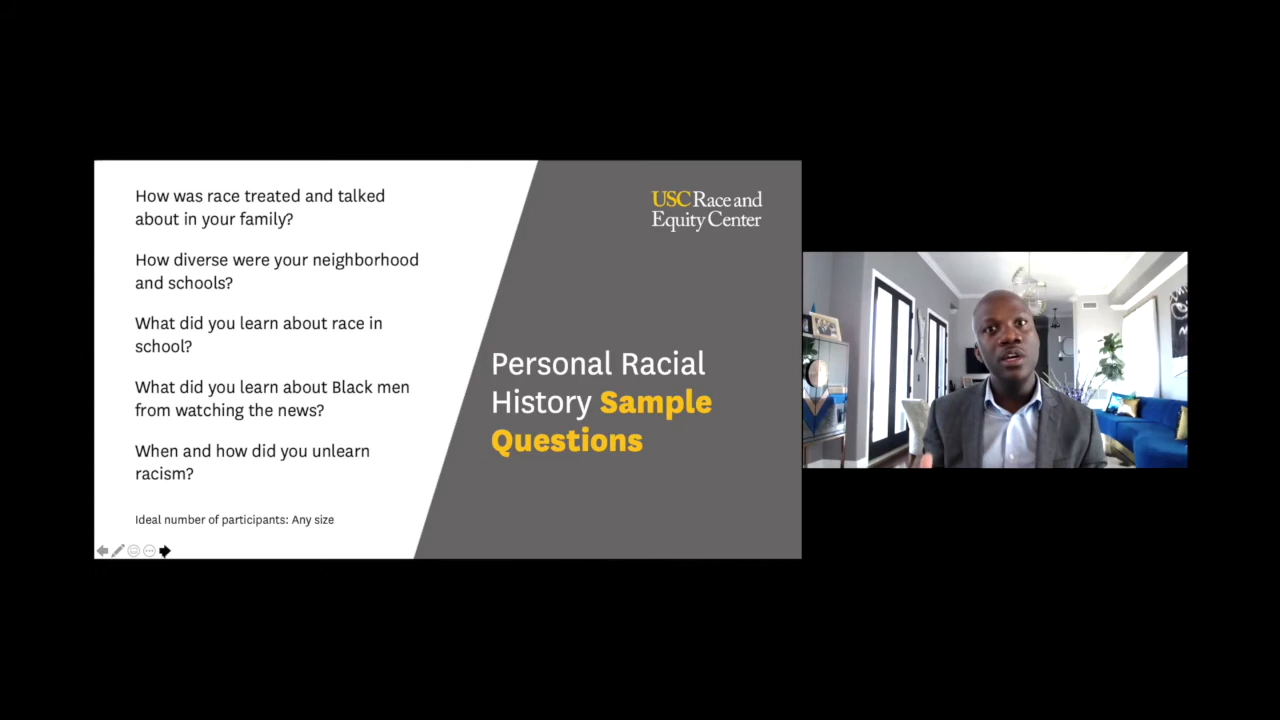 How was race treated and talked
about in your family?
How diverse were your neighborhood
and schools?
What did you learn about race in
school?
What did you learn about Black men
from watching the news?
When and how did you unlearn
racism?
Ideal number of participants: Any size
USC Race and
Equity Center
Personal Racial
History Sample
Questions